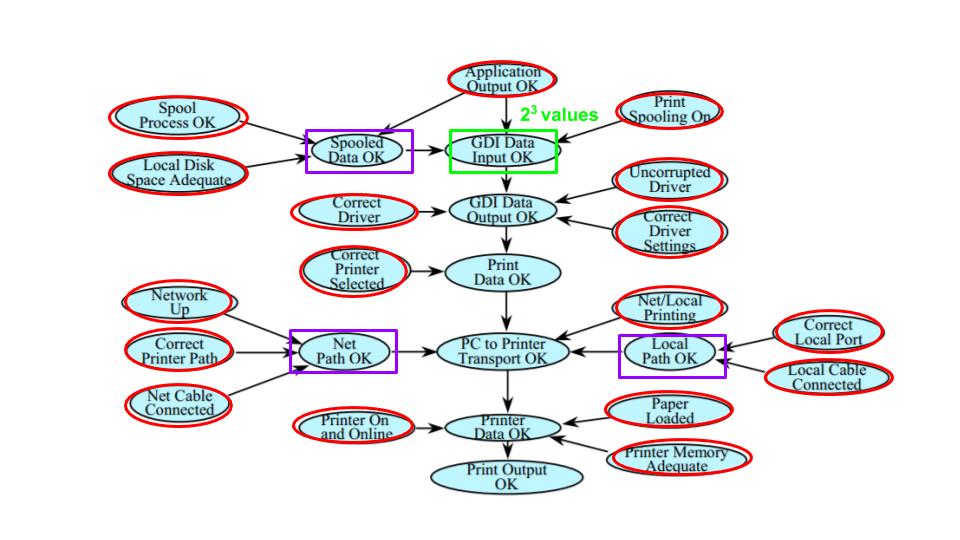 Application
Output OK
2³ values
Spool
Process OK
Print
Spooling On
Spooled
Data OK
GDI Data
Input OK
Local Disk
Space Adequate
Uncorrupted
Driver
Correct
Driver
GDI Data
Output OK
Correct
Driver
Settings
Correct
Printer
Selected
Print
Data OK
Network
Up
Net/Local
Printing
Correct
Local Port
Correct
Printer Path
Net
Path OK
PC to Printer
Transport OK
Local
Path OK
Local Cable
Connected
Net Cable
Connected
Paper
Loaded
Printer On
and Online
Printer
Data OK
Printer Memory
Adequate
Print Output
OK